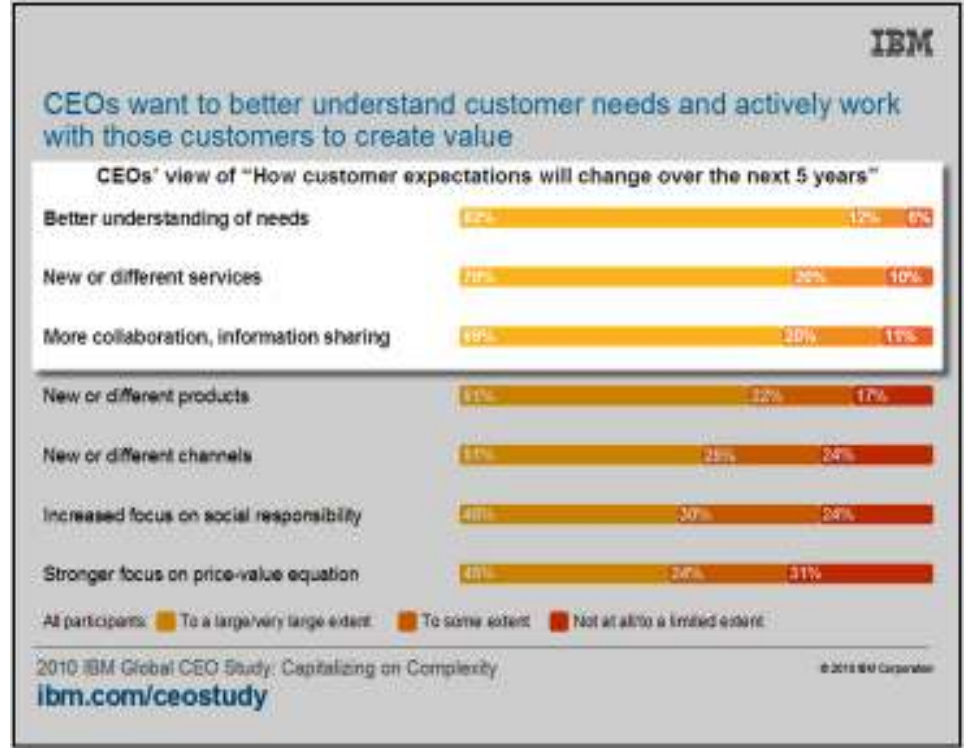 IBM
CEOs want to better understand customer needs and actively work
with those customers to create value
CEOs' view of "How customer expectations will change over the next 5 years"
Better understanding of needs 82% 12% 6%
New or different services 70% 20% 10%
More collaboration, information sharing 69% 20% 11%
New or different products 61% 22% 17%
New or different channels 51% 25% 24%
Increased focus on social responsibility 30% 24%
Stronger focus on price-value equation 24% 31%
All participants: To a large/very large extent To some extent Not at all/to a limited extent
2010 IBM Global CEO Study: Capitalizing on Complexity
© 2010 IBM Corporation
ibm.com/ceostudy